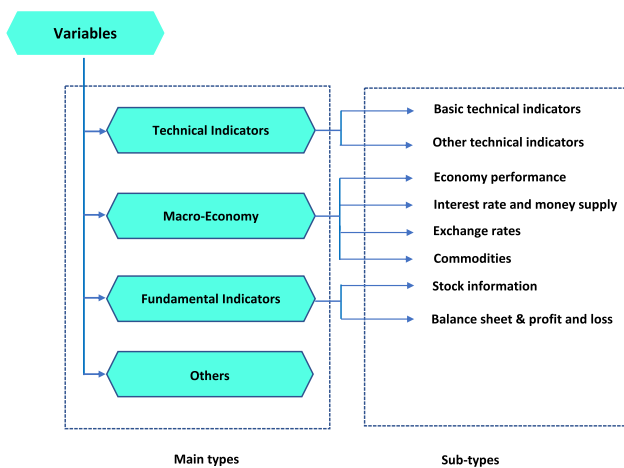 Variables
Technical Indicators
Basic technical indicators
Other technical indicators
Macro-Economy
Economy performance
Interest rate and money supply
Exchange rates
Commodities
Fundamental Indicators
Stock information
Balance sheet & profit and loss
Others
Main types
Sub-types